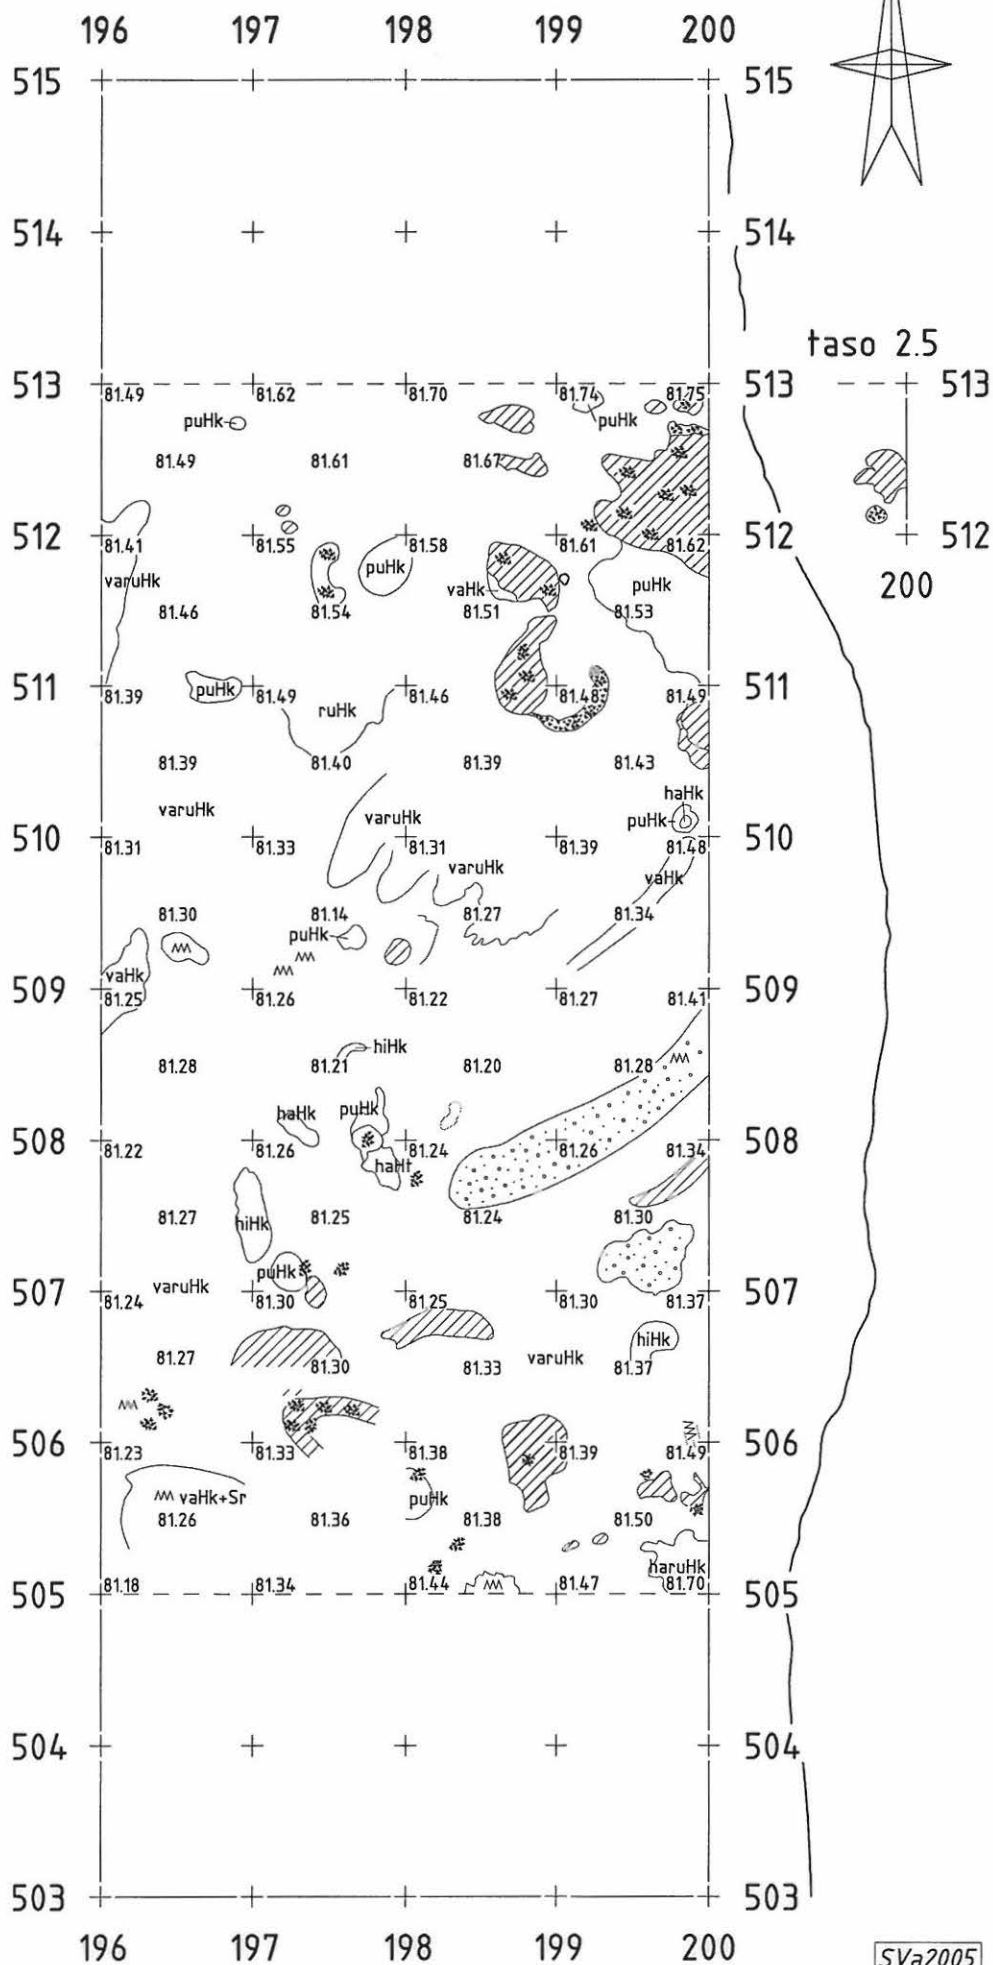 196 197 198 199 200
515 515
514 514
taso 2.5
513 513 513 513
81.49 81.62 81.70 81.74 81.75
puHk puHk
81.49 81.61 81.67
512 512 512
81.41 81.55 81.58 81.61 81.62
varuHk puHk vaHk puHk 200
81.46 81.54 81.51 81.53
511 511
81.39 puHk 81.49 81.46 81.48 81.49
ruHk
81.39 81.40 81.39 81.43
haHk
varuHk varuHk puHk
510 510
81.31 81.33 81.31 81.39 81.48
varuHk vaHk
81.30 81.14 81.27 81.34
puHk
vaHk
509 509
81.25 81.26 81.22 81.27 81.41
hiHk
81.28 81.21 81.20 81.28
haHk puHk
508 508
81.22 81.26 81.24 81.26 81.34
haHt
81.27 81.25 81.24 81.30
hiHk
varuHk puHk
507 507
81.24 81.30 81.25 81.30 81.37
hiHk
81.27 81.30 81.33 varuHk 81.37
506 506
81.23 81.33 81.38 81.39 81.49
vaHk+Sr puHk
81.26 81.36 81.38 81.50
haruHk
81.18 81.34 81.44 81.47 81.70
505 505
504 504
503 503
196 197 198 199 200
SVa2005